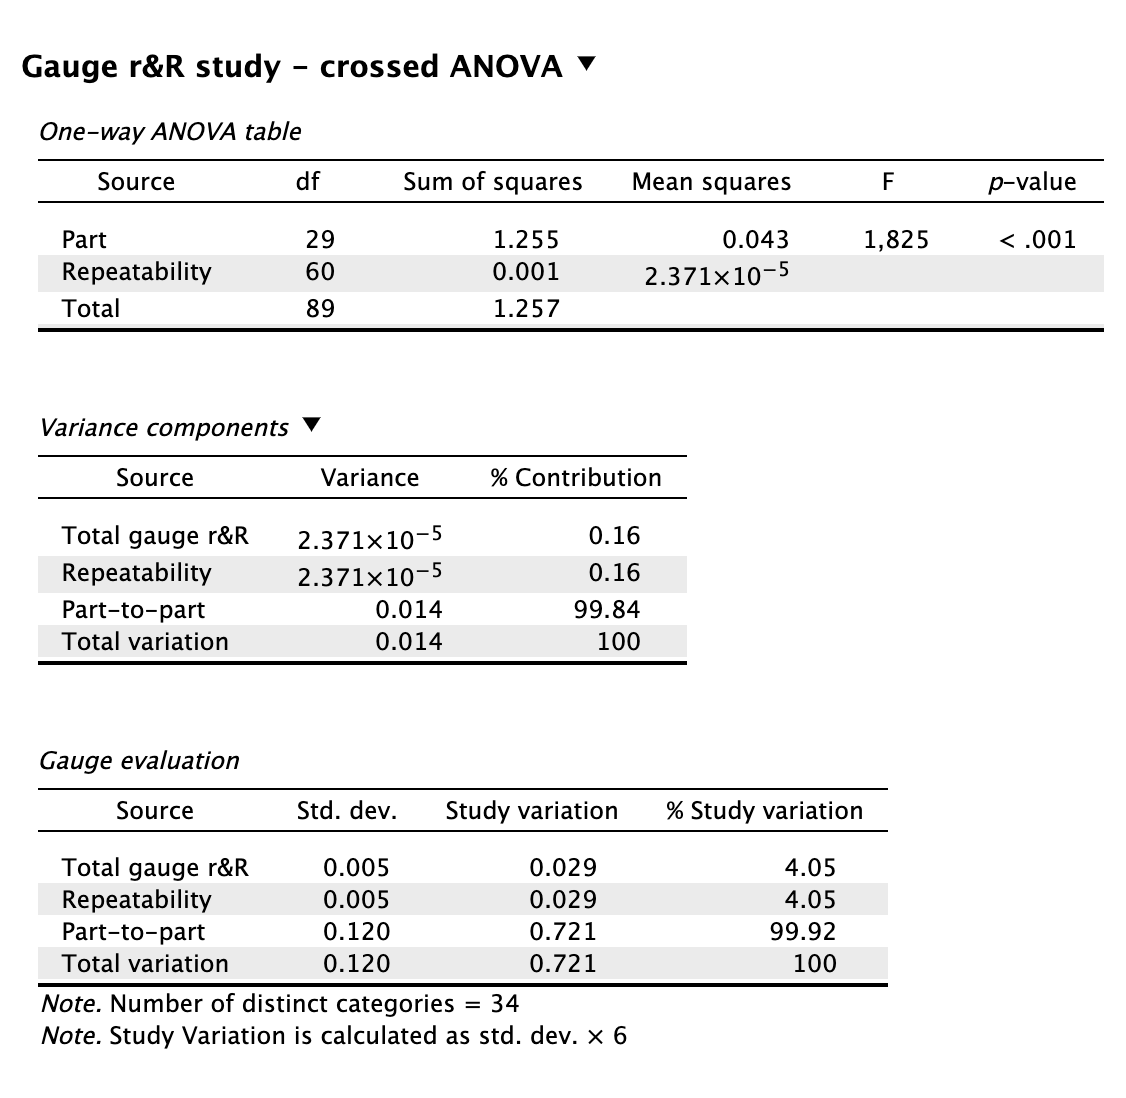 Gauge r&R study – crossed ANOVA ▼
One-way ANOVA table
Source df Sum of squares Mean squares F p-value
Part 29 1.255 0.043 1,825 < .001
Repeatability 60 0.001 2.371×10−5
Total 89 1.257
Variance components ▼
Source Variance % Contribution
Total gauge r&R 2.371×10−5 0.16
Repeatability 2.371×10−5 0.16
Part-to-part 0.014 99.84
Total variation 0.014 100
Gauge evaluation
Source Std. dev. Study variation % Study variation
Total gauge r&R 0.005 0.029 4.05
Repeatability 0.005 0.029 4.05
Part-to-part 0.120 0.721 99.92
Total variation 0.120 0.721 100
Note. Number of distinct categories = 34
Note. Study Variation is calculated as std. dev. × 6